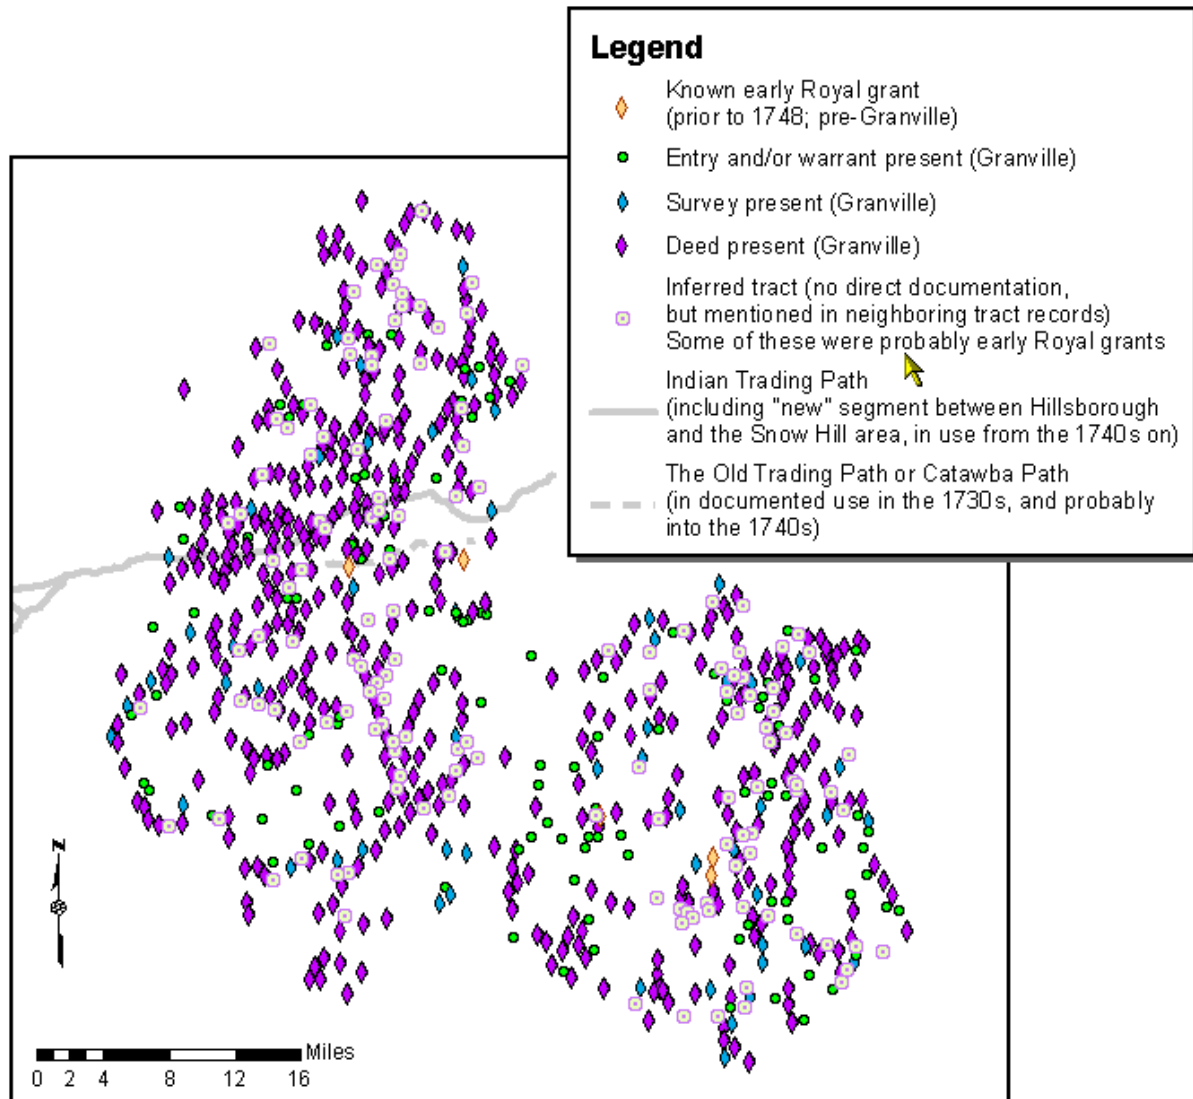 Legend
Known early Royal grant
(prior to 1748; pre-Granville)
Entry and/or warrant present (Granville)
Survey present (Granville)
Deed present (Granville)
Inferred tract (no direct documentation,
but mentioned in neighboring tract records)
Some of these were probably early Royal grants
Indian Trading Path
(including "new" segment between Hillsborough
and the Snow Hill area, in use from the 1740s on)
The Old Trading Path or Catawba Path
(in documented use in the 1730s, and probably
into the 1740s)
N
Miles
0 2 4 8 12 16